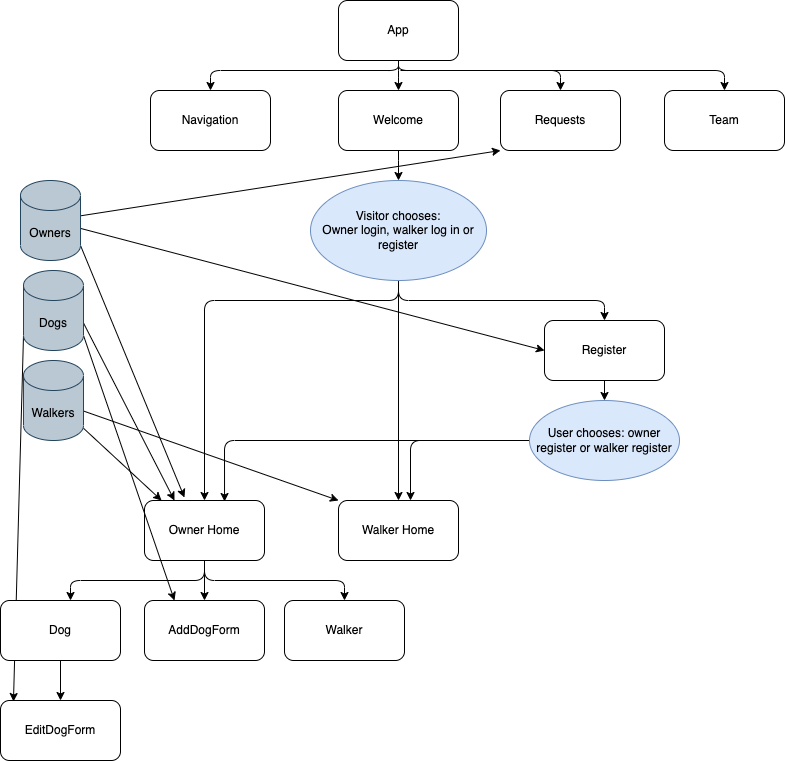 App
Navigation
Welcome
Requests
Team
Visitor chooses:
Owner login, walker log in or
register
Owners
Dogs
Register
Walkers
User chooses: owner
register or walker register
Owner Home
Walker Home
Dog
AddDogForm
Walker
EditDogForm